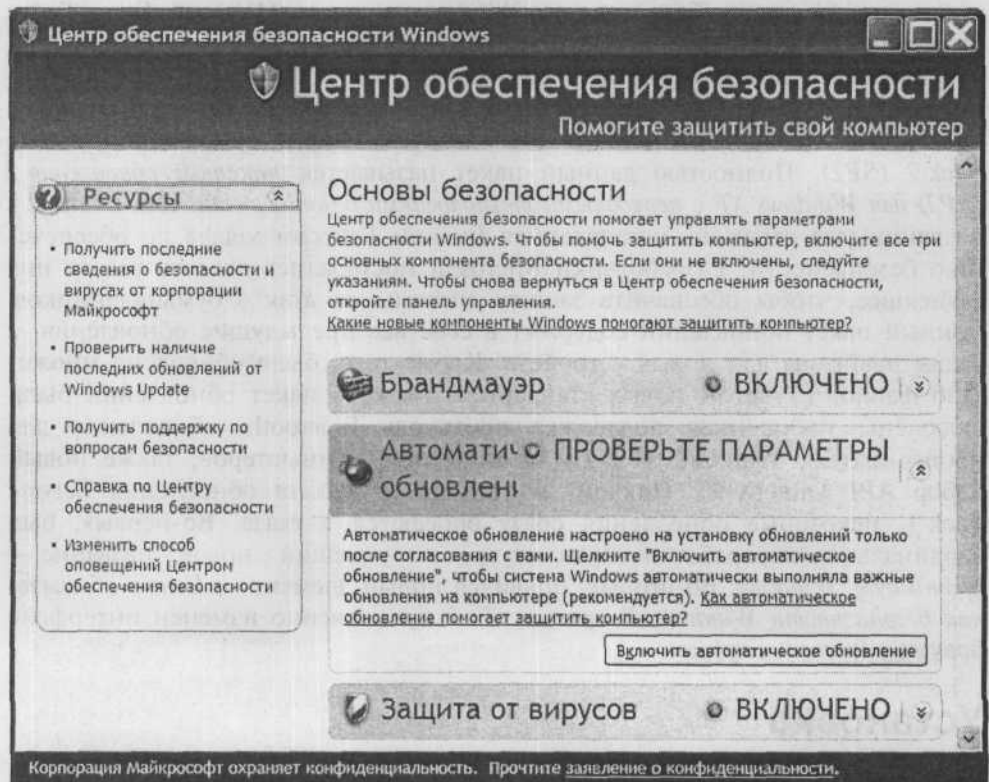 Центр обеспечения безопасности Windows
Центр обеспечения безопасности
Помогите защитить свой компьютер
Ресурсы
• Получить последние
сведения о безопасности и
вирусах от корпорации
Майкрософт
• Проверить наличие
последних обновлений от
Windows Update
• Получить поддержку по
вопросам безопасности
• Справка по Центру
обеспечения безопасности
• Изменить способ
оповещений Центром
обеспечения безопасности
Основы безопасности
Центр обеспечения безопасности помогает управлять параметрами
безопасности Windows. Чтобы помочь защитить компьютер, включите все три
основных компонента безопасности. Если они не включены, следуйте
указаниям. Чтобы снова вернуться в Центр обеспечения безопасности,
откройте панель управления.
Какие новые компоненты Windows помогают защитить компьютер?
Брандмауэр ВКЛЮЧЕНО
Автоматич ПРОВЕРЬТЕ ПАРАМЕТРЫ
обновлени
Автоматическое обновление настроено на установку обновлений только
после согласования с вами. Щелкните "Включить автоматическое
обновление", чтобы система Windows автоматически выполняла важные
обновления на компьютере (рекомендуется). Как автоматическое
обновление помогает защитить компьютер?
Включить автоматическое обновление
Защита от вирусов ВКЛЮЧЕНО
Корпорация Майкрософт охраняет конфиденциальность. Прочтите заявление о конфиденциальности.